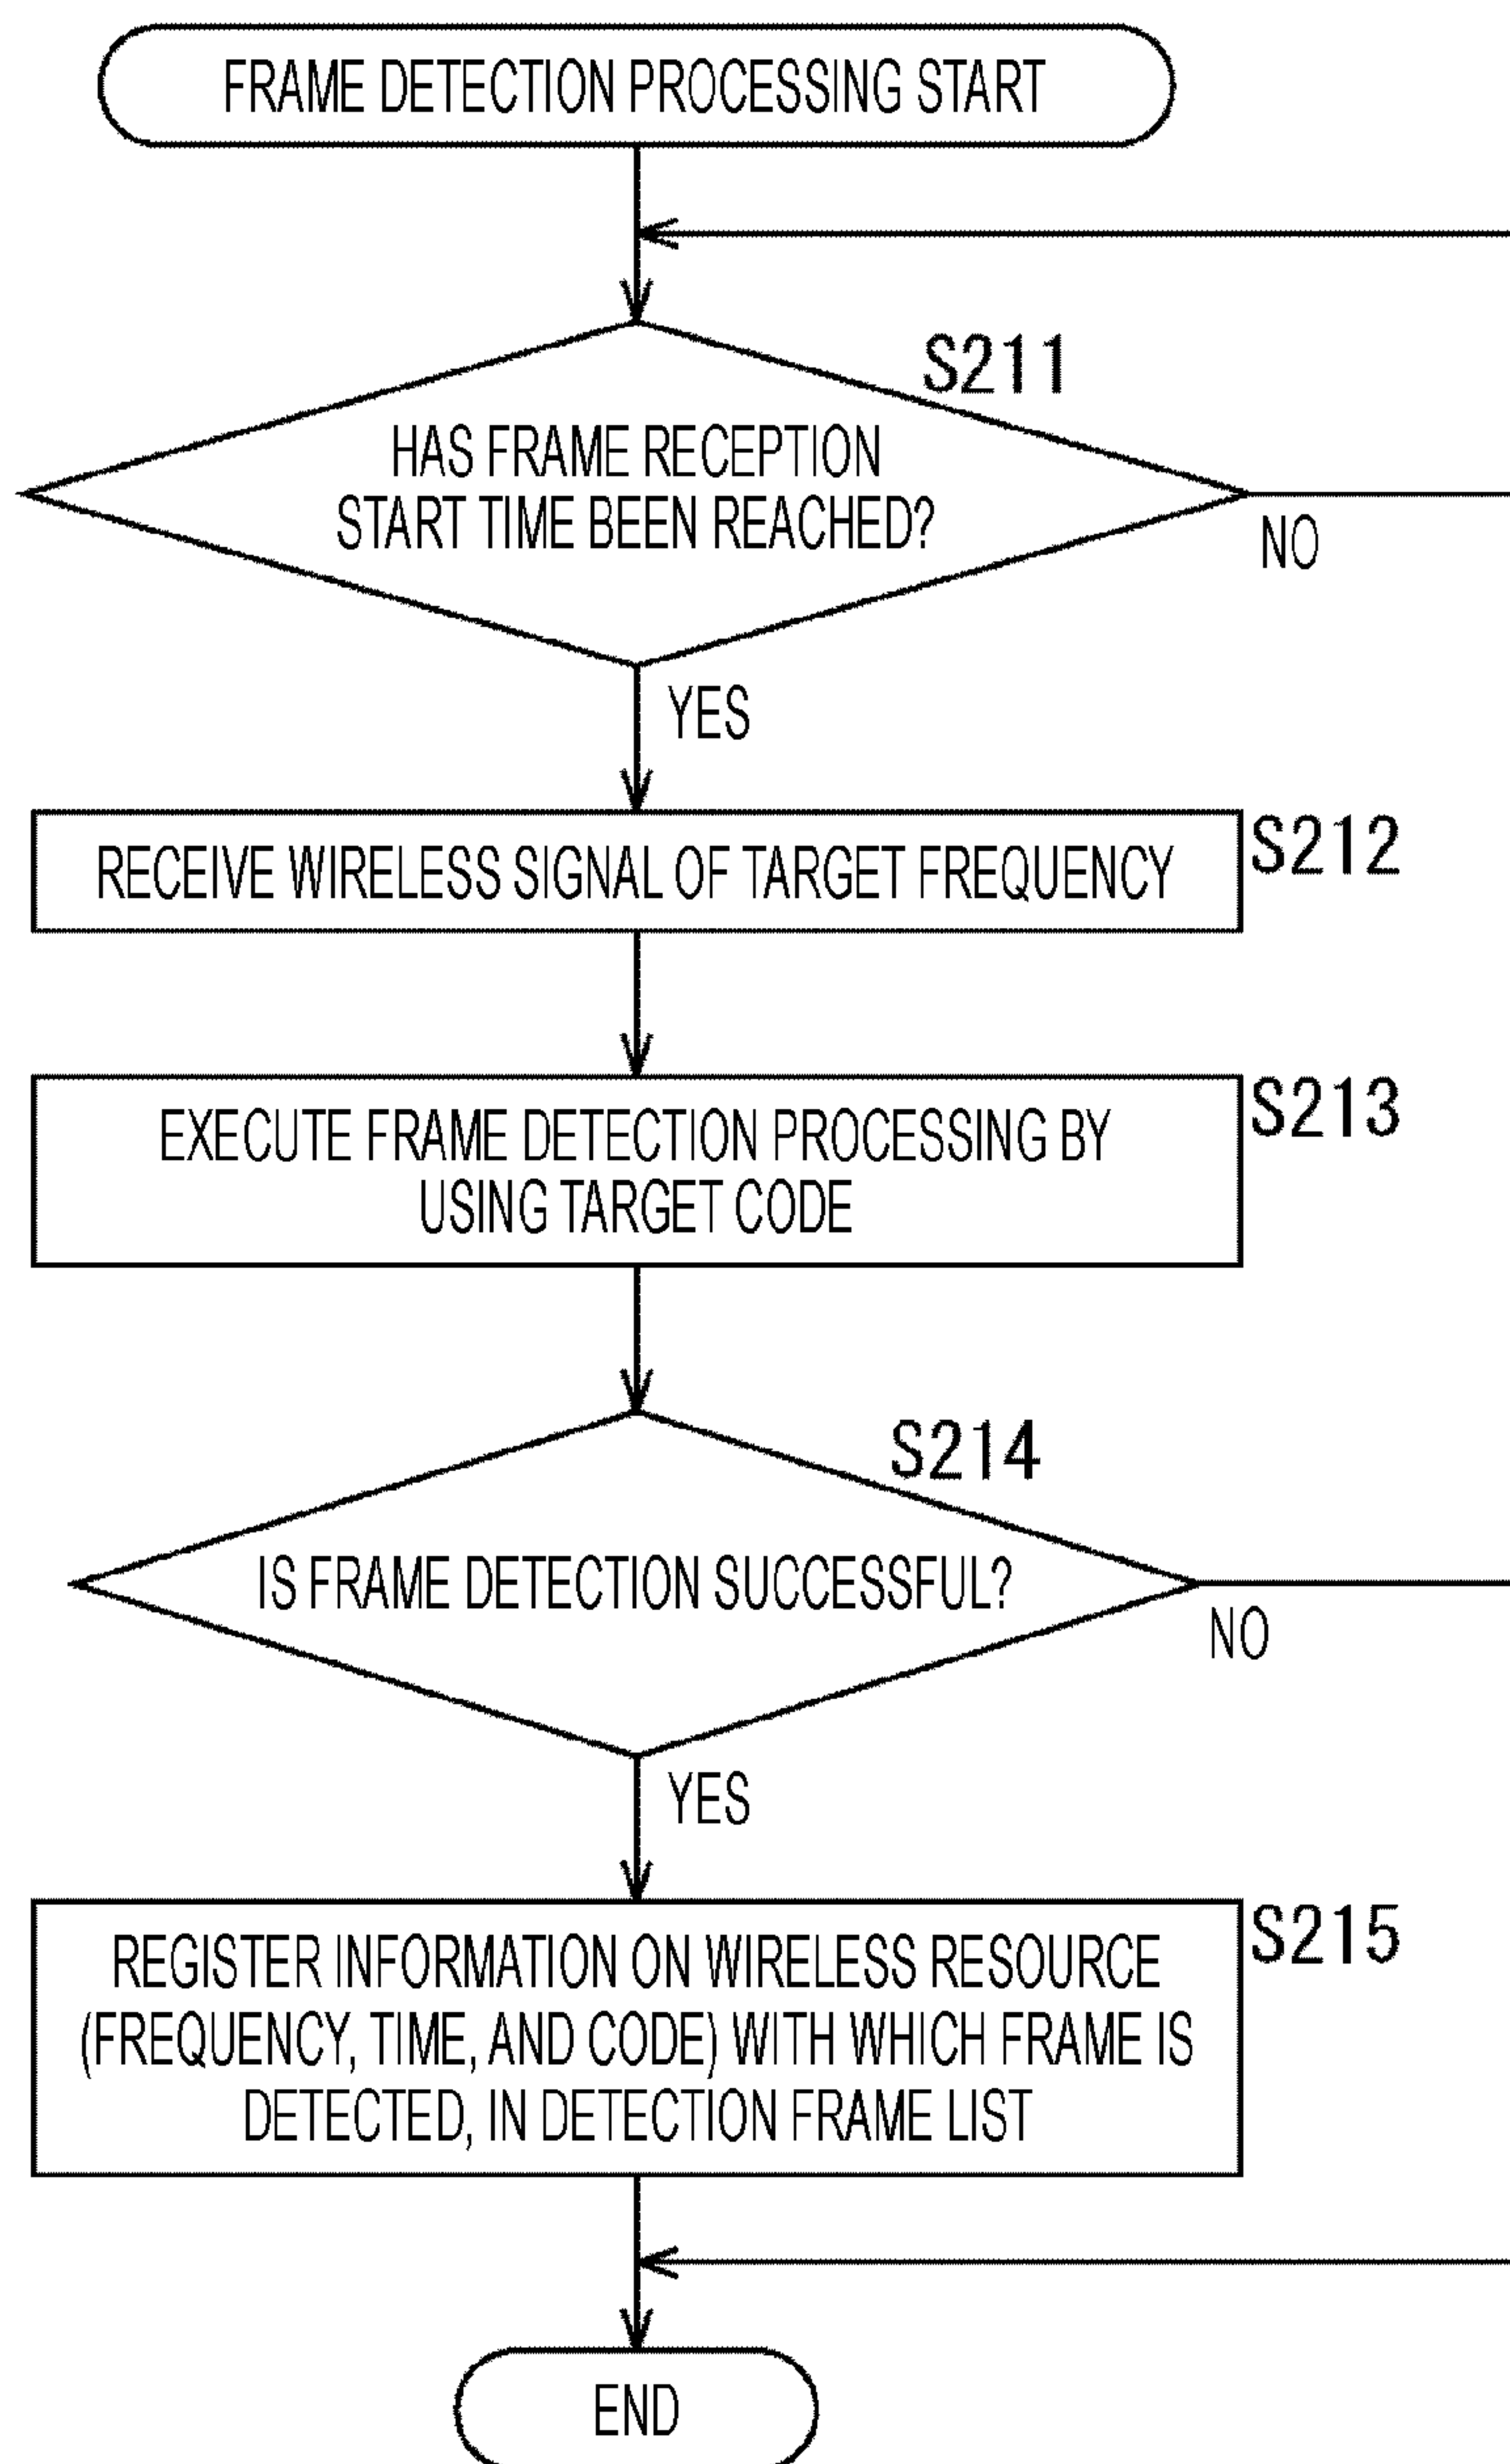 FRAME DETECTION PROCESSING START
S211
HAS FRAME RECEPTION
START TIME BEEN REACHED?
NO
YES
S212
RECEIVE WIRELESS SIGNAL OF TARGET FREQUENCY
S213
EXECUTE FRAME DETECTION PROCESSING BY
USING TARGET CODE
S214
IS FRAME DETECTION SUCCESSFUL?
NO
YES
S215
REGISTER INFORMATION ON WIRELESS RESOURCE
(FREQUENCY, TIME, AND CODE) WITH WHICH FRAME IS
DETECTED, IN DETECTION FRAME LIST
END